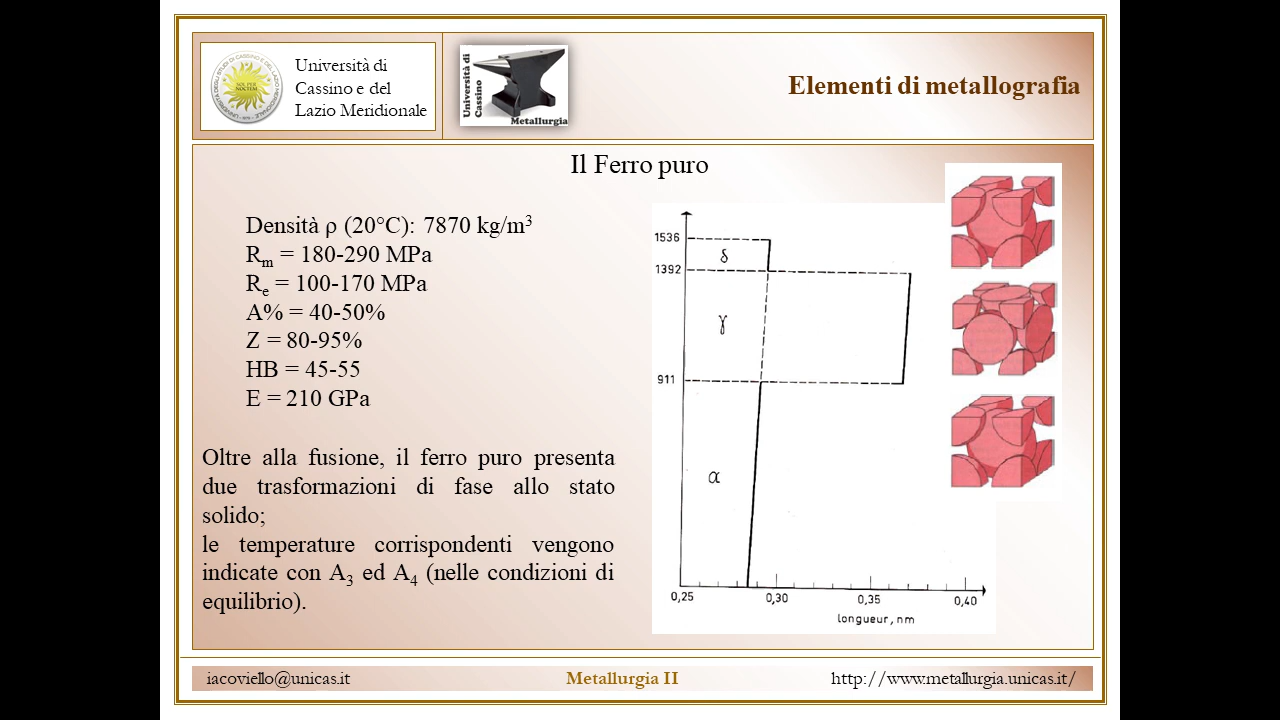 Università di
Cassino e del
Lazio Meridionale
Università di
Cassino
Metallurgia
Elementi di metallografia
Il Ferro puro
Densità ρ (20°C): 7870 kg/m³
Rₘ = 180-290 MPa
Rₑ = 100-170 MPa
A% = 40-50%
Z = 80-95%
HB = 45-55
E = 210 GPa
Oltre alla fusione, il ferro puro presenta
due trasformazioni di fase allo stato
solido;
le temperature corrispondenti vengono
indicate con A₃ ed A₄ (nelle condizioni di
equilibrio).
1536
δ
1392
γ
911
α
0,25
0,30
0,35
0,40
longueur, nm
iacoviello@unicas.it
Metallurgia II
http://www.metallurgia.unicas.it/